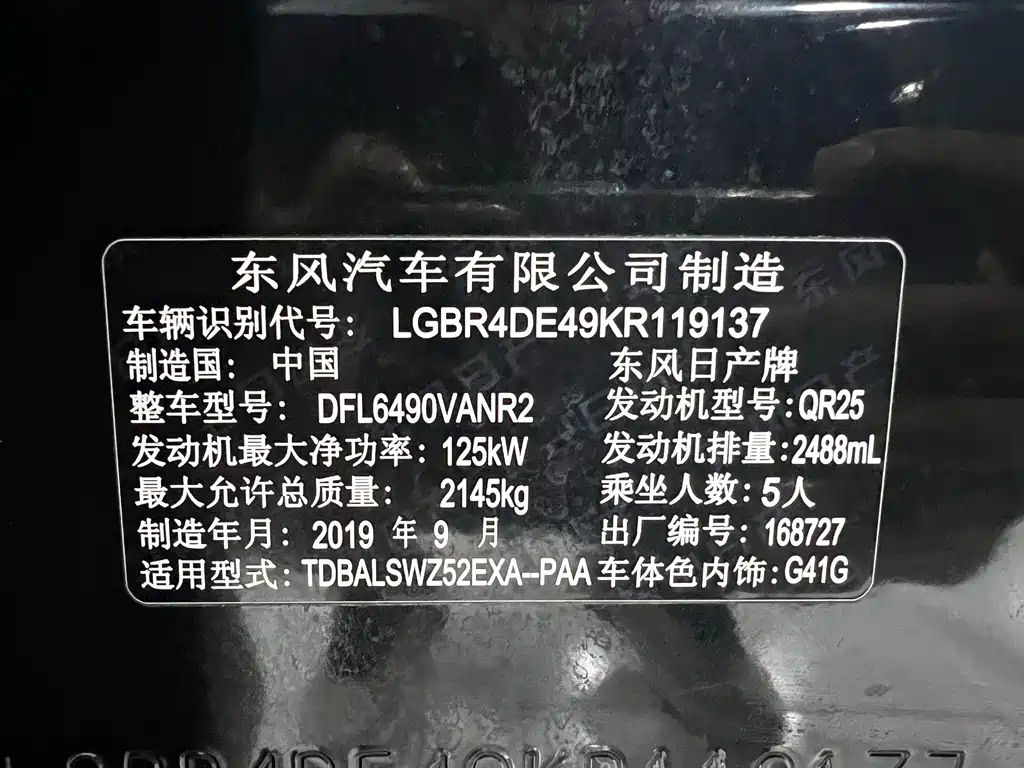 东风汽车有限公司制造
车辆识别代号: LGBR4DE49KR119137
制造国: 中国 东风日产牌
整车型号: DFL6490VANR2 发动机型号:QR25
发动机最大净功率: 125kW 发动机排量:2488mL
最大允许总质量: 2145kg 乘坐人数: 5人
制造年月: 2019 年 9 月 出厂编号: 168727
适用型式: TDBALSWZ52EXA--PAA 车体色内饰:G41G